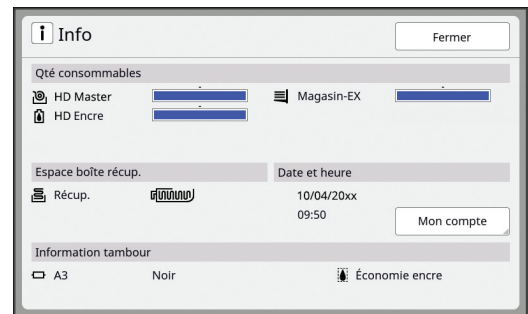 i Info
Fermer
Qté consommables
HD Master
Magasin-EX
HD Encre
Espace boîte récup.
Date et heure
Récup.
10/04/20xx
09:50
Mon compte
Information tambour
A3 Noir Économie encre